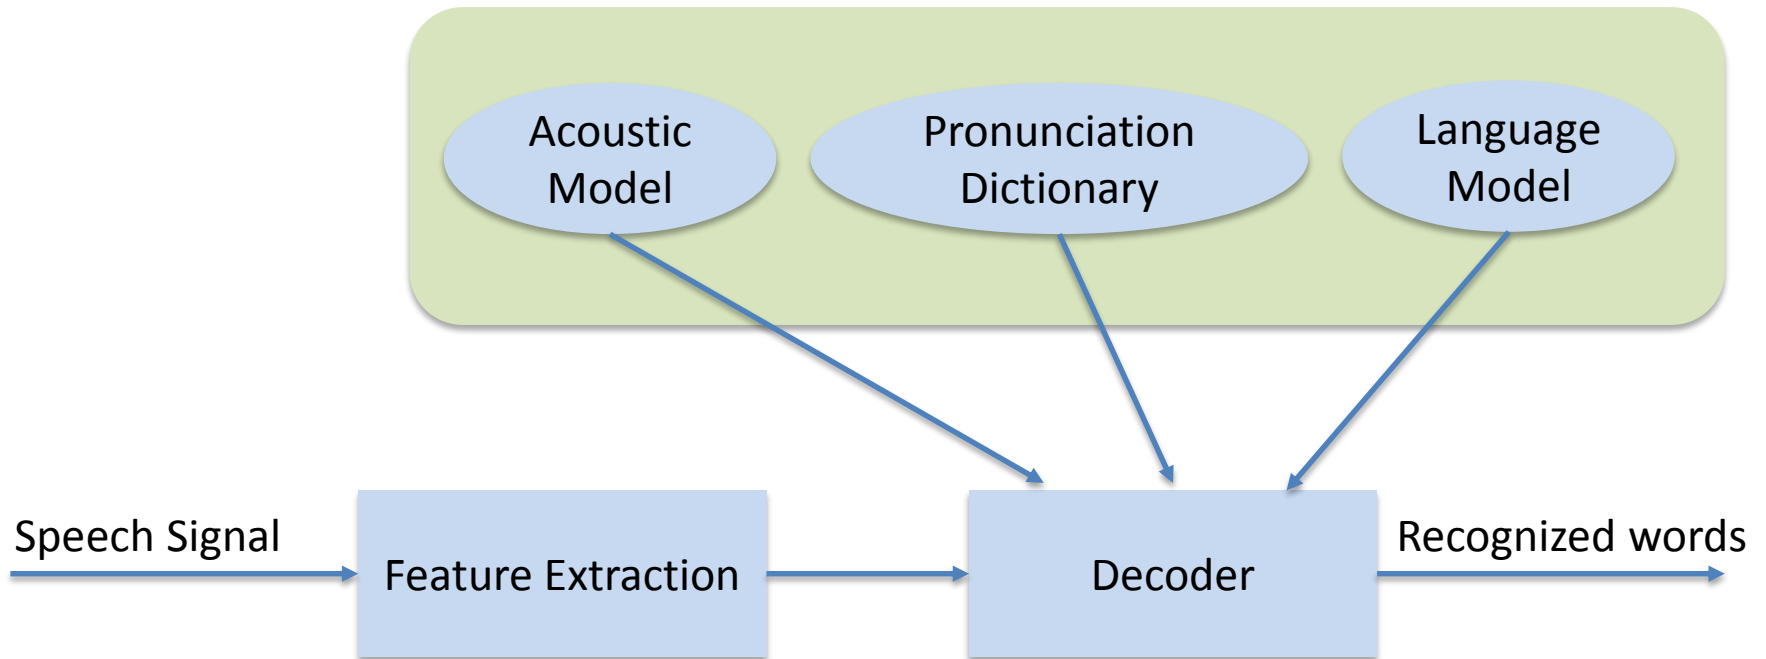 Acoustic
Model
Pronunciation
Dictionary
Language
Model
Speech Signal
Feature Extraction
Decoder
Recognized words